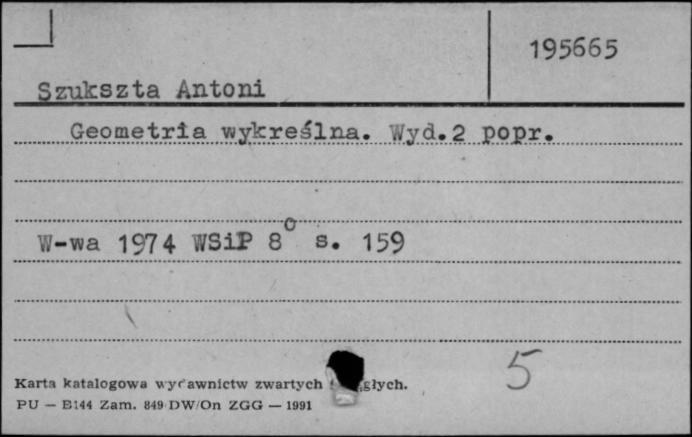 195665
Szukszta Antoni
Geometria wykreślna. Wyd.2 popr.
W-wa 1974 WSiP 8° s. 159
5
Karta katalogowa wydawnictw zwartych
PU — B144 Zam. 849 DW/On ZGG — 1991